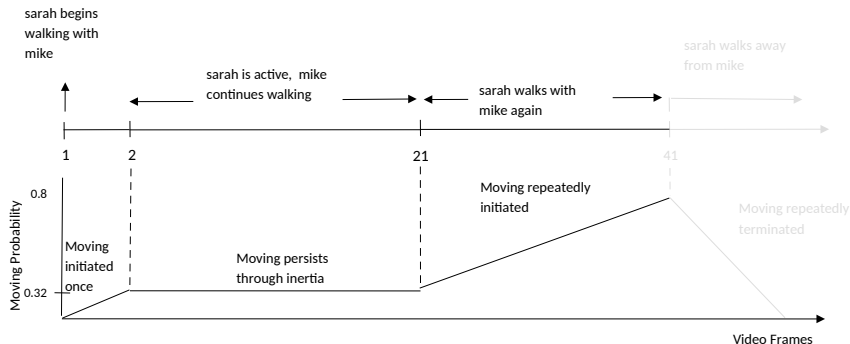 sarah begins
walking with
mike
sarah is active,  mike
continues walking
sarah walks with
mike again
sarah walks away
from mike
1
2
21
41
Moving Probability
0.8
0.32
Moving
initiated
once
Moving persists
through inertia
Moving repeatedly
initiated
Moving repeatedly
terminated
Video Frames